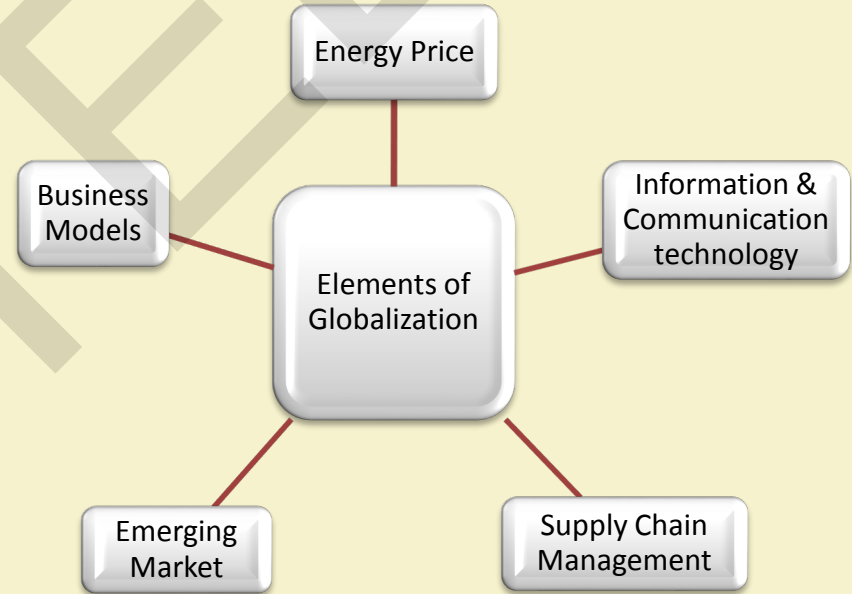 Energy Price
Business
Models
Information &
Communication
technology
Elements of
Globalization
Emerging
Market
Supply Chain
Management